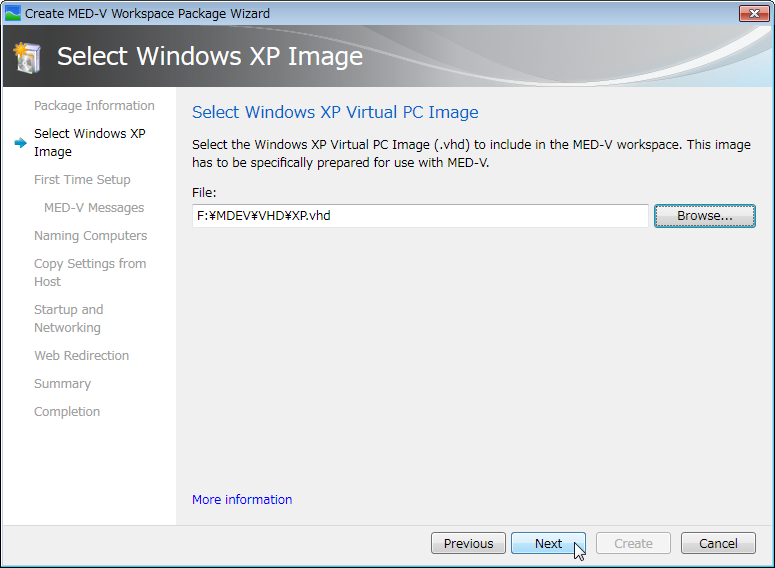 Create MED-V Workspace Package Wizard
Select Windows XP Image
Package Information
Select Windows XP
Image
First Time Setup
MED-V Messages
Naming Computers
Copy Settings from
Host
Startup and
Networking
Web Redirection
Summary
Completion
Select Windows XP Virtual PC Image
Select the Windows XP Virtual PC Image (.vhd) to include in the MED-V workspace. This image
has to be specifically prepared for use with MED-V.
File:
F:¥MDEV¥VHD¥XP.vhd
Browse...
More information
Previous
Next
Create
Cancel